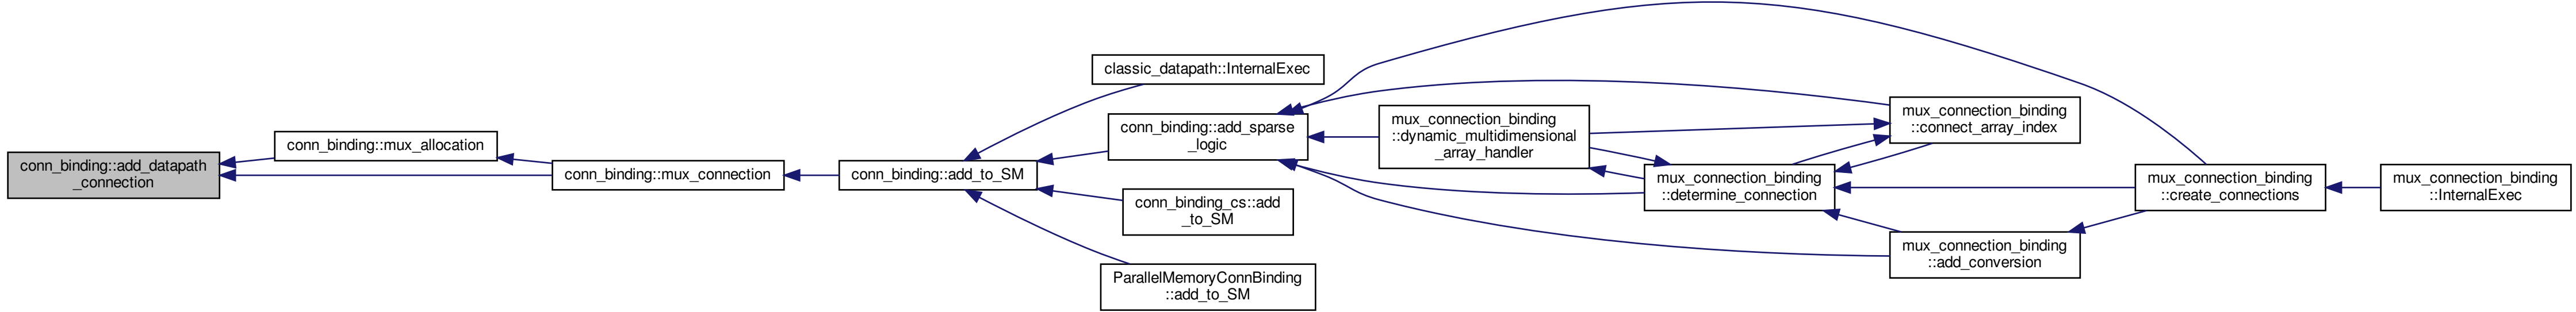 conn_binding::add_datapath
_connection
conn_binding::mux_allocation
conn_binding::mux_connection
conn_binding::add_to_SM
classic_datapath::InternalExec
conn_binding::add_sparse
_logic
conn_binding_cs::add
_to_SM
ParallelMemoryConnBinding
::add_to_SM
mux_connection_binding
::dynamic_multidimensional
_array_handler
mux_connection_binding
::determine_connection
mux_connection_binding
::connect_array_index
mux_connection_binding
::add_conversion
mux_connection_binding
::create_connections
mux_connection_binding
::InternalExec